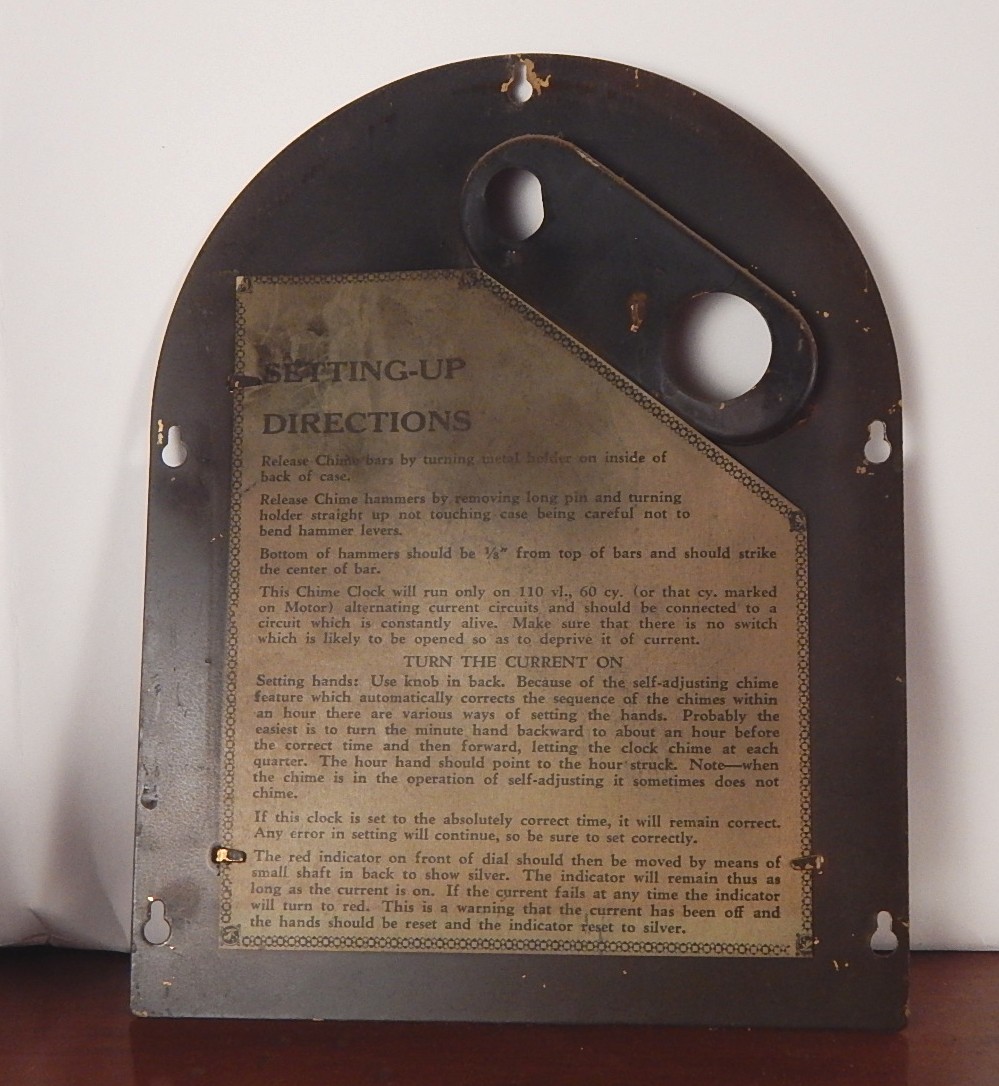 SETTING-UP
DIRECTIONS
Release Chime bars by turning metal holder on inside of
back of case.
Release Chime hammers by removing long pin and turning
holder straight up not touching case being careful not to
bend hammer levers.
Bottom of hammers should be ⅛" from top of bars and should strike
the center of bar.
This Chime Clock will run only on 110 vl., 60 cy. (or that cy. marked
on Motor) alternating current circuits and should be connected to a
circuit which is constantly alive. Make sure that there is no switch
which is likely to be opened so as to deprive it of current.
TURN THE CURRENT ON
Setting hands: Use knob in back. Because of the self-adjusting chime
feature which automatically corrects the sequence of the chimes within
an hour there are various ways of setting the hands. Probably the
easiest is to turn the minute hand backward to about an hour before
the correct time and then forward, letting the clock chime at each
quarter. The hour hand should point to the hour struck. Note—when
the chime is in the operation of self-adjusting it sometimes does not
chime.
If this clock is set to the absolutely correct time, it will remain correct.
Any error in setting will continue, so be sure to set correctly.
The red indicator on front of dial should then be moved by means of
small shaft in back to show silver. The indicator will remain thus as
long as the current is on. If the current fails at any time the indicator
will turn to red. This is a warning that the current has been off and
the hands should be reset and the indicator reset to silver.